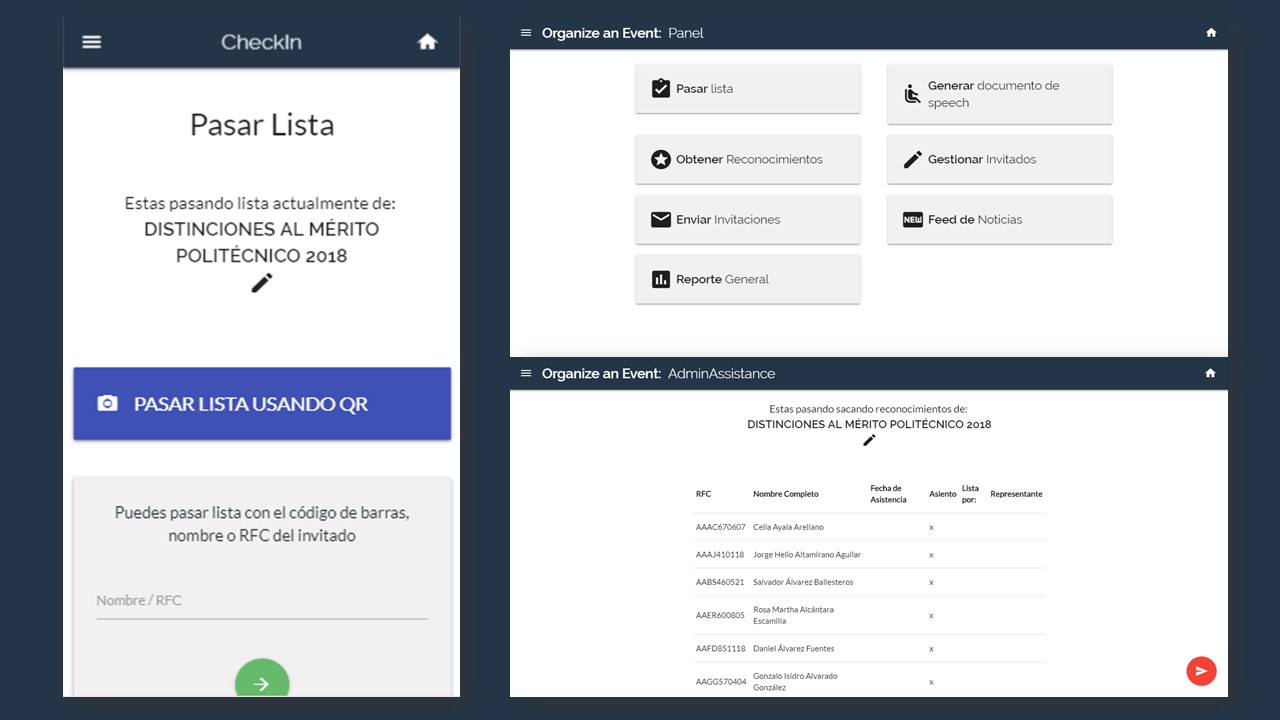 CheckIn
Pasar Lista
Estas pasando lista actualmente de:
DISTINCIONES AL MÉRITO
POLITÉCNICO 2018
PASAR LISTA USANDO QR
Puedes pasar lista con el código de barras,
nombre o RFC del invitado
Nombre / RFC
Organize an Event: Panel
Pasar lista
Generar documento de
speech
Obtener Reconocimientos
Gestionar Invitados
Enviar Invitaciones
NEW
Feed de Noticias
Reporte General
Organize an Event: AdminAssistance
Estas pasando sacando reconocimientos de:
DISTINCIONES AL MÉRITO POLITÉCNICO 2018
RFC Nombre Completo Fecha de Asistencia Asiento Lista por: Representante
AAAC670607 Celia Ayala Arellano x
AAAJ410118 Jorge Helio Altamirano Aguilar x
AABS460521 Salvador Álvarez Ballesteros x
AAER600805 Rosa Martha Alcántara Escamilla x
AAFD851118 Daniel Álvarez Fuentes x
AAGG570404 Gonzalo Isidro Alvarado González x